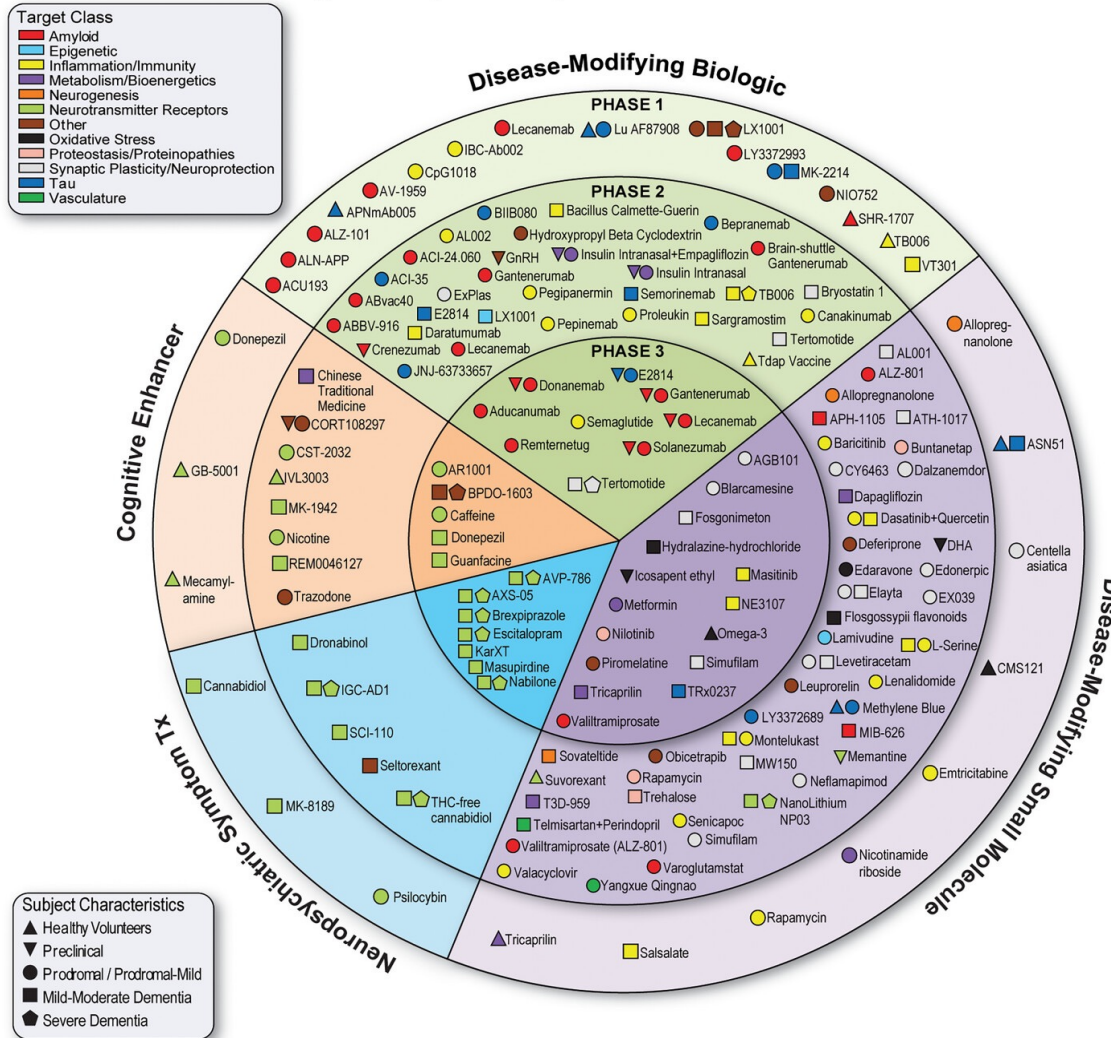 Target Class
Amyloid
Epigenetic
Inflammation/Immunity
Metabolism/Bioenergetics
Neurogenesis
Neurotransmitter Receptors
Other
Oxidative Stress
Proteostasis/Proteinopathies
Synaptic Plasticity/Neuroprotection
Tau
Vasculature
Disease-Modifying Biologic
PHASE 1
Lecanemab
Lu AF87908
LX1001
IBC-Ab002
LY3372993
CpG1018
MK-2214
AV-1959
NIO752
APNmAb005
SHR-1707
ALZ-101
TB006
ALN-APP
VT301
ACU193
PHASE 2
BIIB080
Bacillus Calmette-Guerin
Bepranemab
AL002
Hydroxypropyl Beta Cyclodextrin
ACI-24.060
GnRH
Insulin Intranasal+Empagliflozin
Brain-shuttle
Gantenerumab
ACI-35
Gantenerumab
Insulin Intranasal
ABvac40
ExPlas
Pegipanermin
Semorinemab
TB006
Bryostatin 1
E2814
LX1001
Proleukin
Sargramostim
Canakinumab
ABBV-916
Daratumumab
Pepinemab
Tertomotide
Crenezumab
Lecanemab
Tdap Vaccine
JNJ-63733657
PHASE 3
Donanemab
E2814
Gantenerumab
Aducanumab
Semaglutide
Lecanemab
Remternetug
Solanezumab
Tertomotide
Cognitive Enhancer
Donepezil
GB-5001
Mecamyl-
amine
Chinese
Traditional
Medicine
CORT108297
CST-2032
IVL3003
MK-1942
Nicotine
REM0046127
Trazodone
AR1001
BPDO-1603
Caffeine
Donepezil
Guanfacine
Neuropsychiatric Symptom Tx
Cannabidiol
MK-8189
Psilocybin
Dronabinol
IGC-AD1
SCI-110
Seltorexant
THC-free
cannabidiol
AVP-786
AXS-05
Brexpiprazole
Escitalopram
KarXT
Masupirdine
Nabilone
Disease-Modifying Small Molecule
AGB101
Blarcamesine
Fosgonimeton
Hydralazine-hydrochloride
Icosapent ethyl
Masitinib
Metformin
NE3107
Nilotinib
Omega-3
Piromelatine
Simufilam
Tricaprilin
TRx0237
Valiltramiprosate
AL001
ALZ-801
Allopregnanolone
APH-1105
ATH-1017
Baricitinib
Buntanetap
CY6463
Dalzanemdor
Dapagliflozin
Dasatinib+Quercetin
Deferiprone
DHA
Edaravone
Edonerpic
Elayta
EX039
Flosgossypii flavonoids
Lamivudine
L-Serine
Levetiracetam
Leuprorelin
Lenalidomide
LY3372689
Methylene Blue
Montelukast
MIB-626
MW150
Memantine
Neflamapimod
Sovateltide
Obicetrapib
Suvorexant
Rapamycin
T3D-959
Trehalose
NanoLithium
NP03
Telmisartan+Perindopril
Senicapoc
Valiltramiprosate (ALZ-801)
Simufilam
Valacyclovir
Varoglutamstat
Yangxue Qingnao
Allopreg-
nanolone
ASN51
Centella
asiatica
CMS121
Emtricitabine
Nicotinamide
riboside
Rapamycin
Salsalate
Tricaprilin
Subject Characteristics
Healthy Volunteers
Preclinical
Prodromal / Prodromal-Mild
Mild-Moderate Dementia
Severe Dementia